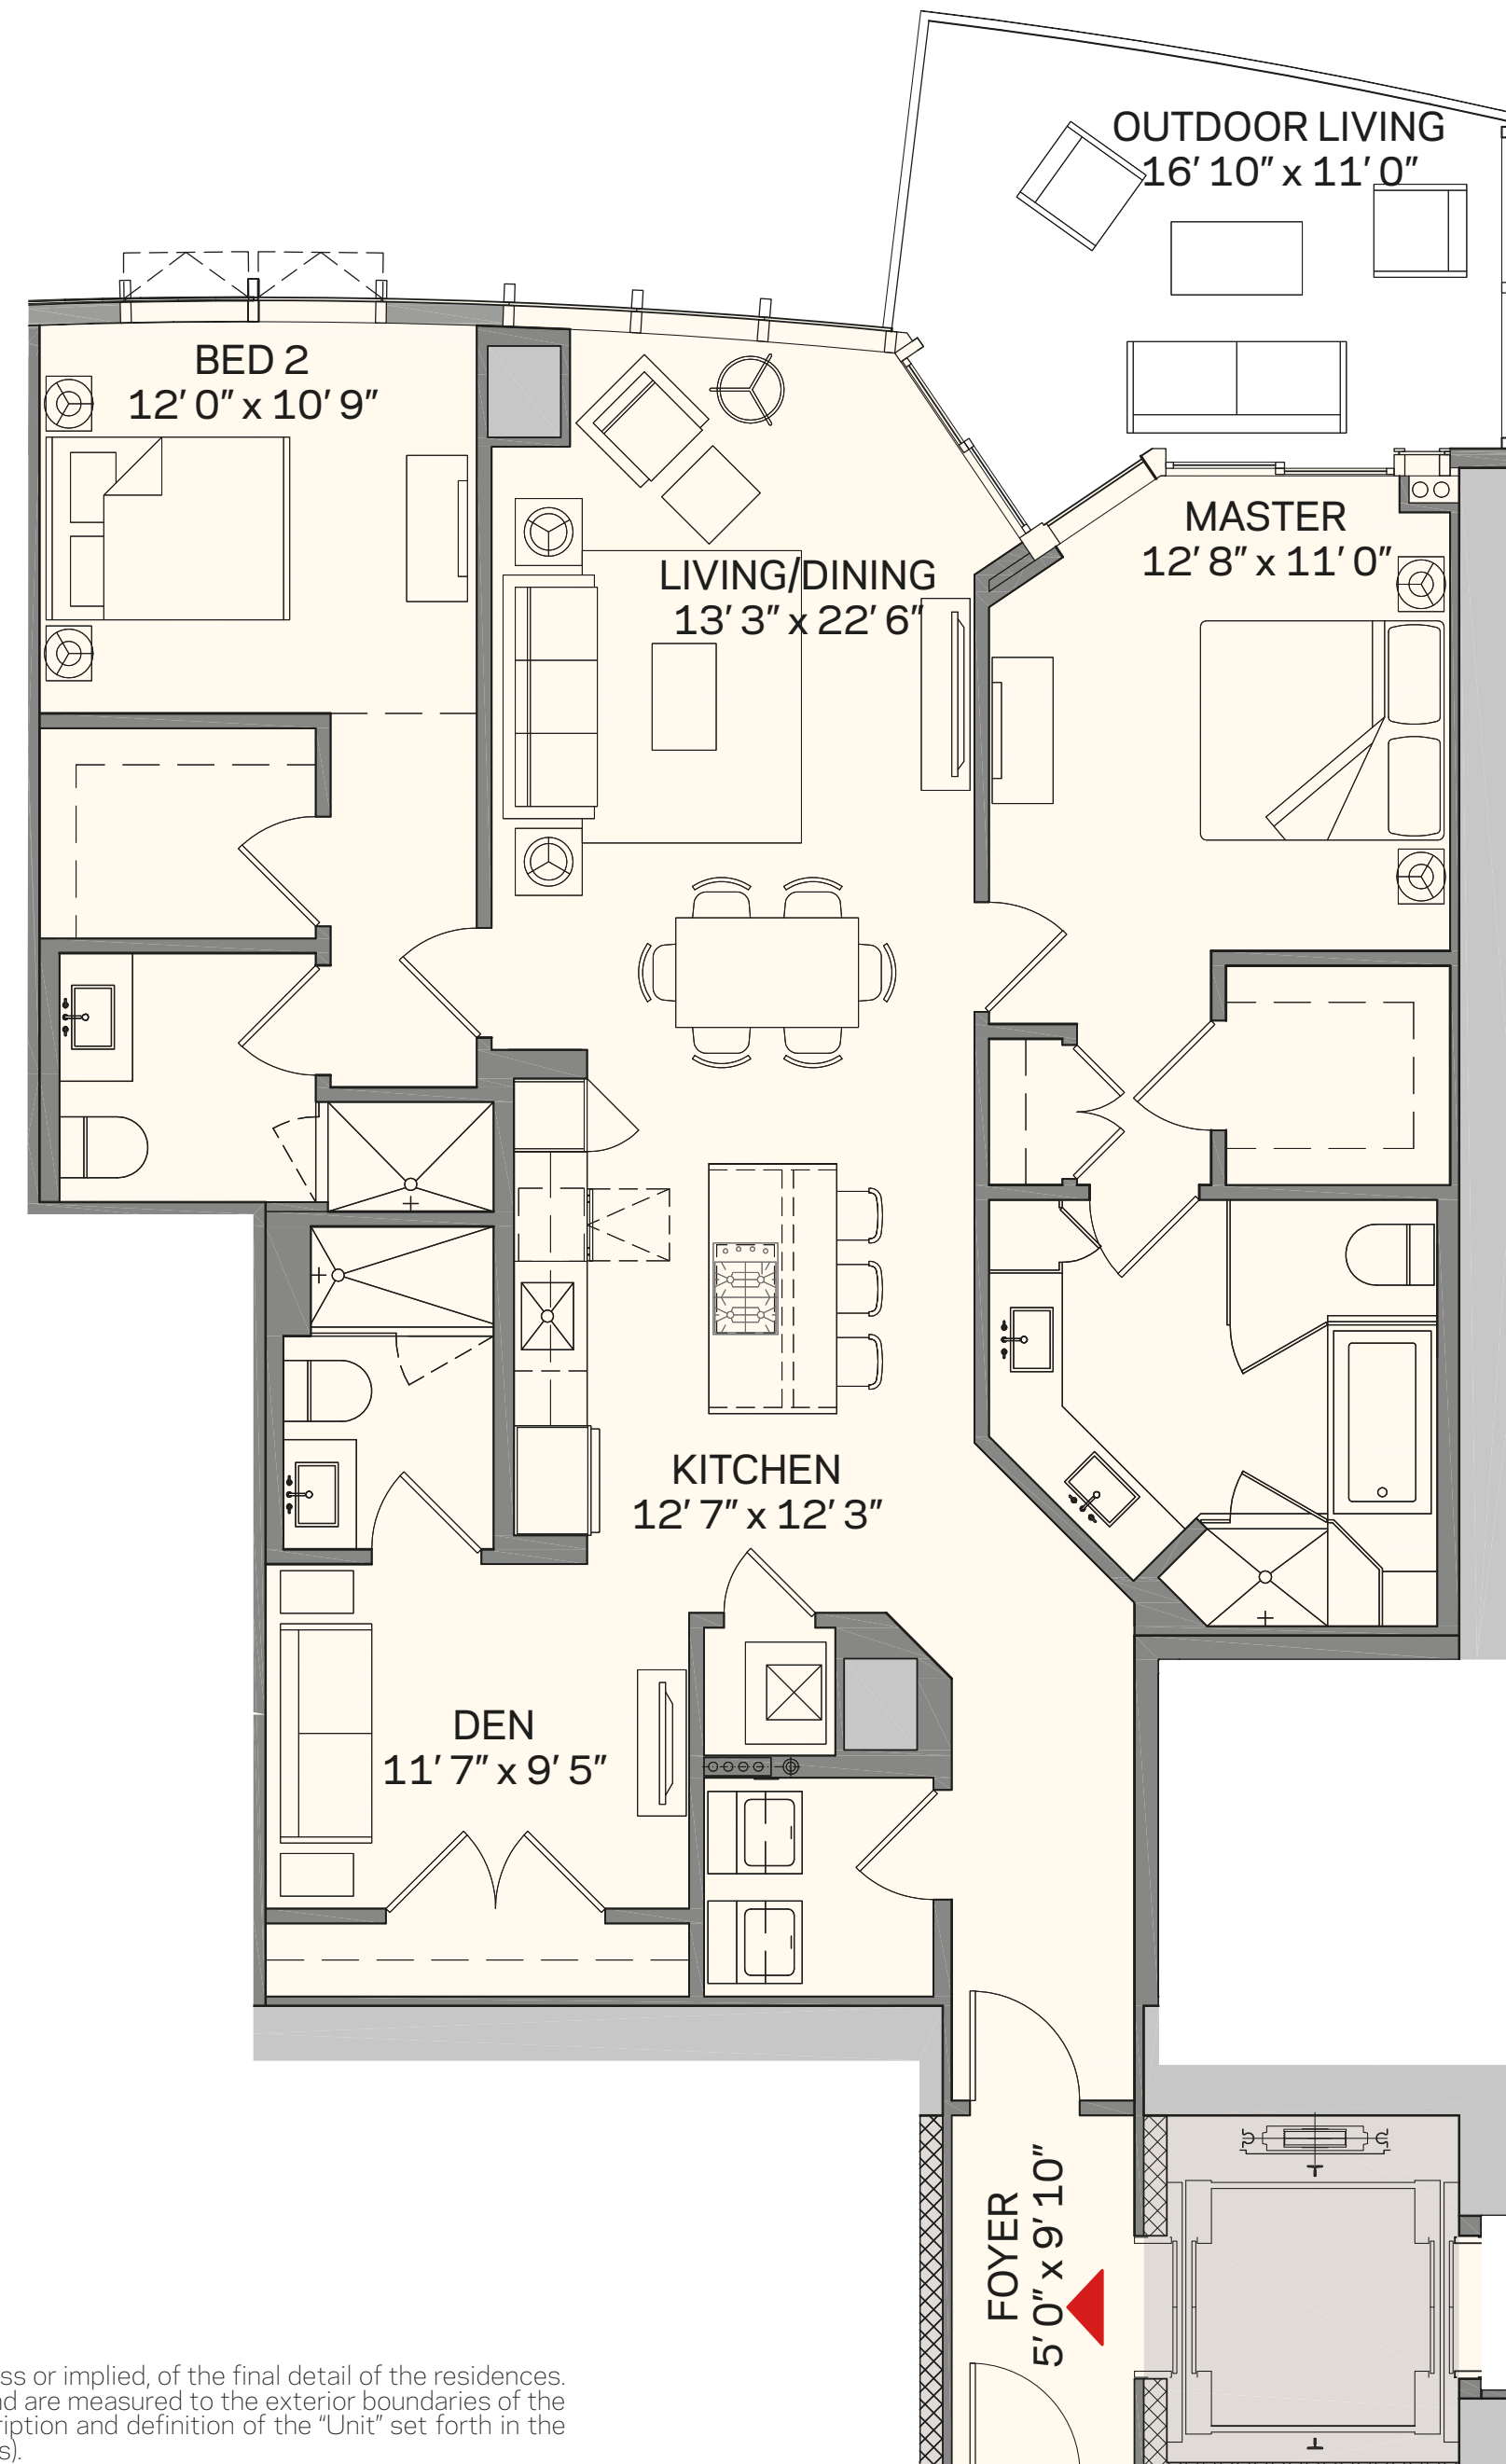 OUTDOOR LIVING
16’ 10” x 11’ 0”
BED 2
12’ 0” x 10’ 9”
MASTER
12’ 8” x 11’ 0”
LIVING/DINING
13’ 3” x 22’ 6”
KITCHEN
12’ 7” x 12’ 3”
DEN
11’ 7” x 9’ 5”
FOYER
5’ 0” x 9’ 10”
ss or implied, of the final detail of the residences.
d are measured to the exterior boundaries of the
ription and definition of the “Unit” set forth in the
s).